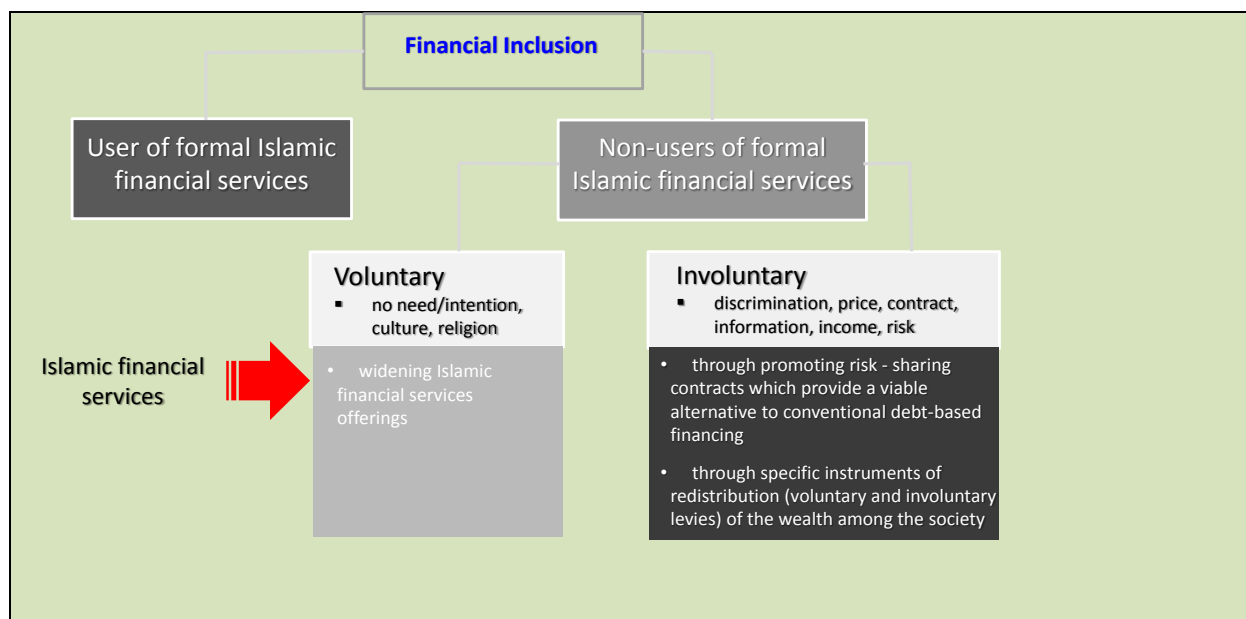 Financial Inclusion
User of formal Islamic
financial services
Non-users of formal
Islamic financial services
Voluntary
▪ no need/intention,
culture, religion
Involuntary
▪ discrimination, price, contract,
information, income, risk
Islamic financial
services
• widening Islamic
financial services
offerings
• through promoting risk - sharing
contracts which provide a viable
alternative to conventional debt-based
financing
• through specific instruments of
redistribution (voluntary and involuntary
levies) of the wealth among the society